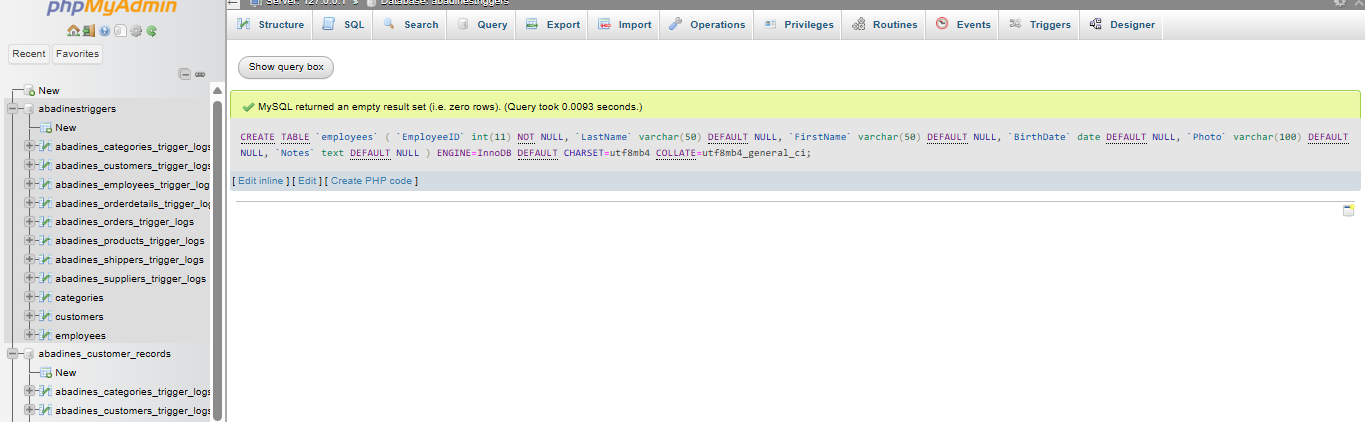 phpMyAdmin
Recent
Favorites
New
abadinestriggers
New
abadines_categories_trigger_logs
abadines_customers_trigger_logs
abadines_employees_trigger_log
abadines_orderdetails_trigger_log
abadines_orders_trigger_logs
abadines_products_trigger_logs
abadines_shippers_trigger_logs
abadines_suppliers_trigger_logs
categories
customers
employees
abadines_customer_records
New
abadines_categories_trigger_logs
abadines_customers_trigger_logs
Server: 127.0.0.1 » Database: abadinestriggers
Structure SQL Search Query Export Import Operations Privileges Routines Events Triggers Designer
Show query box
MySQL returned an empty result set (i.e. zero rows). (Query took 0.0093 seconds.)
CREATE TABLE `employees` ( `EmployeeID` int(11) NOT NULL, `LastName` varchar(50) DEFAULT NULL, `FirstName` varchar(50) DEFAULT NULL, `BirthDate` date DEFAULT NULL, `Photo` varchar(100) DEFAULT
NULL, `Notes` text DEFAULT NULL ) ENGINE=InnoDB DEFAULT CHARSET=utf8mb4 COLLATE=utf8mb4_general_ci;
[ Edit inline ] [ Edit ] [ Create PHP code ]